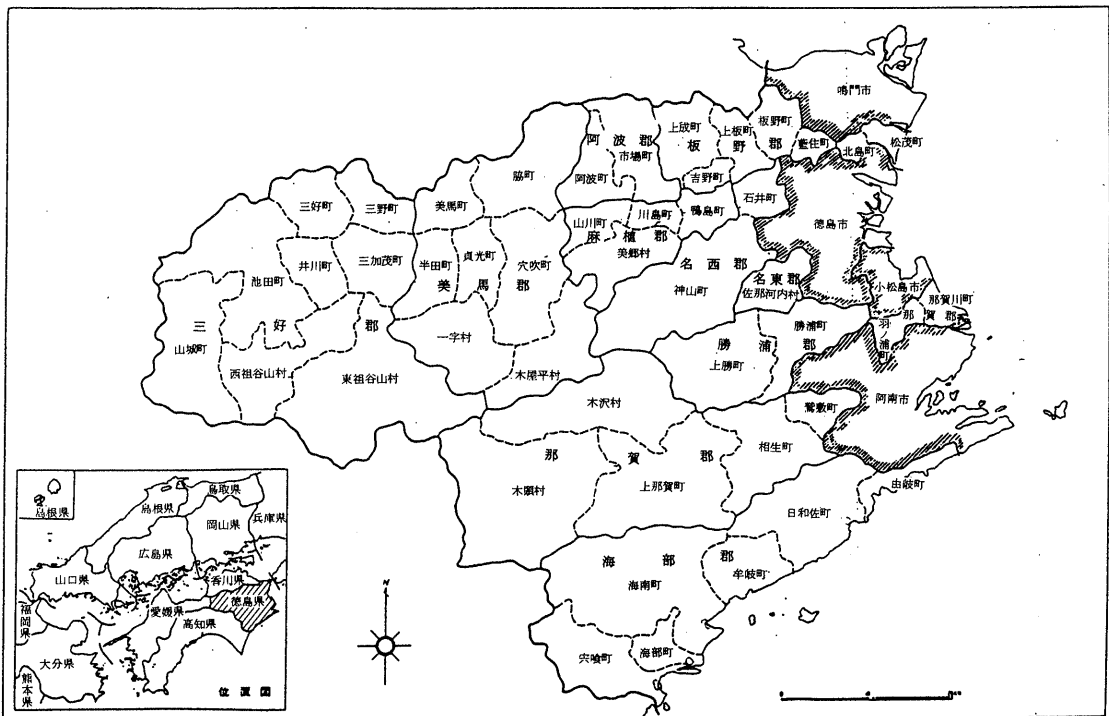 鳴門市
松茂町
北島町
藍住町
板野町
上板町
上成町
板野郡
吉野町
阿波郡
市場町
阿波町
脇町
美馬町
三野町
三好町
石井町
鴨島町
川島町
山川町
麻植郡
美郷村
徳島市
名西郡
神山町
名東郡
佐那河内村
小松島市
那賀川町
那賀郡
羽浦町
穴吹町
貞光町
半田町
美馬郡
三加茂町
井川町
池田町
三好郡
山城町
西祖谷山村
東祖谷山村
一字村
木屋平村
勝浦町
勝浦郡
上勝町
阿南市
鷲敷町
相生町
木沢村
那賀郡
木頭村
上那賀町
由岐町
日和佐町
海部郡
牟岐町
海南町
海部町
宍喰町
N
島根県
鳥取県
島根県
岡山県
兵庫県
広島県
山口県
香川県
徳島県
愛媛県
高知県
福岡県
大分県
熊本県
位置図